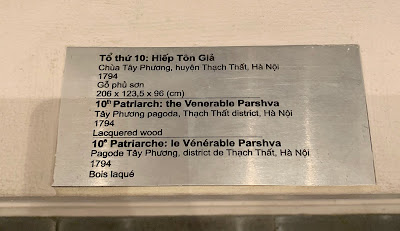 Tổ thứ 10: Hiếp Tôn Giả
Chùa Tây Phương, huyện Thạch Thất, Hà Nội
1794
Gỗ phủ sơn
206 x 123,5 x 96 (cm)
10th Patriarch: the Venerable Parshva
Tây Phương pagoda, Thạch Thất district, Hà Nội
1794
Lacquered wood
10e Patriarche: le Vénérable Parshva
Pagode Tây Phương, district de Thạch Thất, Hà Nội
1794
Bois laqué